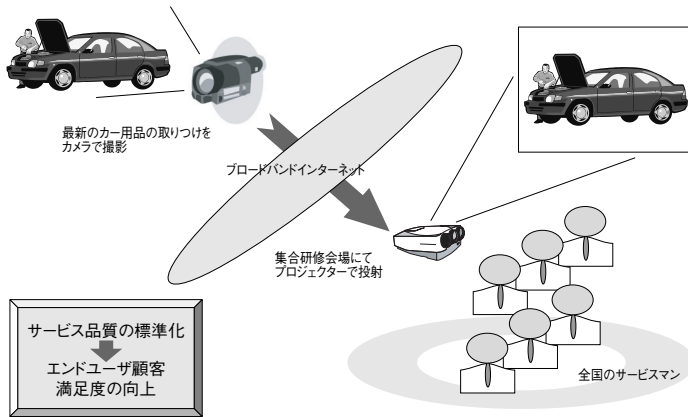 最新のカー用品の取りつけを
カメラで撮影
ブロードバンドインターネット
集合研修会場にて
プロジェクターで投射
サービス品質の標準化
エンドユーザ顧客
満足度の向上
全国のサービスマン